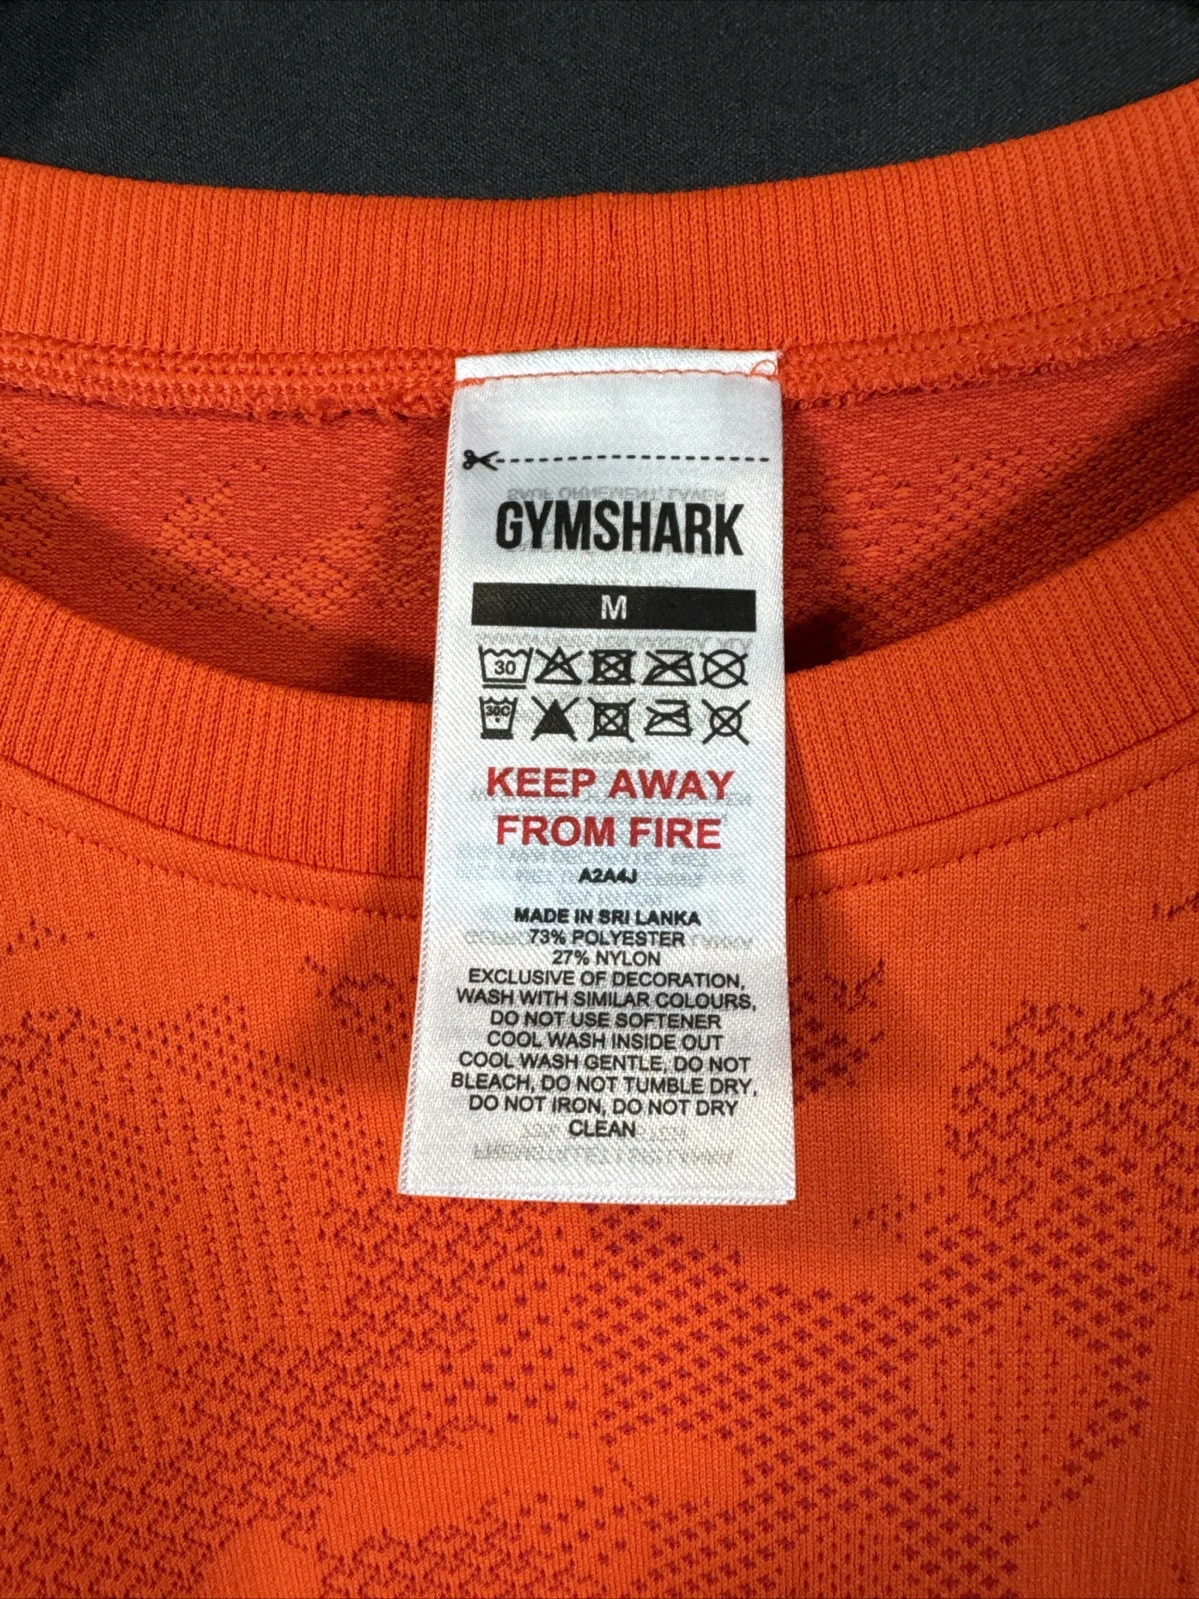 GYMSHARK
M
30
30C
KEEP AWAY
FROM FIRE
A2A4J
MADE IN SRI LANKA
73% POLYESTER
27% NYLON
EXCLUSIVE OF DECORATION,
WASH WITH SIMILAR COLOURS,
DO NOT USE SOFTENER
COOL WASH INSIDE OUT
COOL WASH GENTLE, DO NOT
BLEACH, DO NOT TUMBLE DRY,
DO NOT IRON, DO NOT DRY
CLEAN